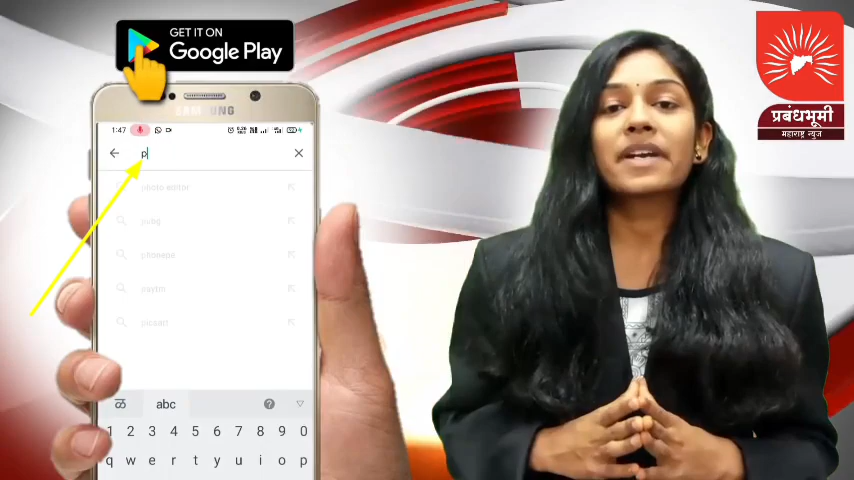 GET IT ON
Google Play
SAMSUNG
1:47
p
photo editor
pubg
phonepe
paytm
picsart
ळ abc
1 2 3 4 5 6 7 8 9 0
q w e r t y u i o p
प्रबंधभूमी
महाराष्ट्र न्युज